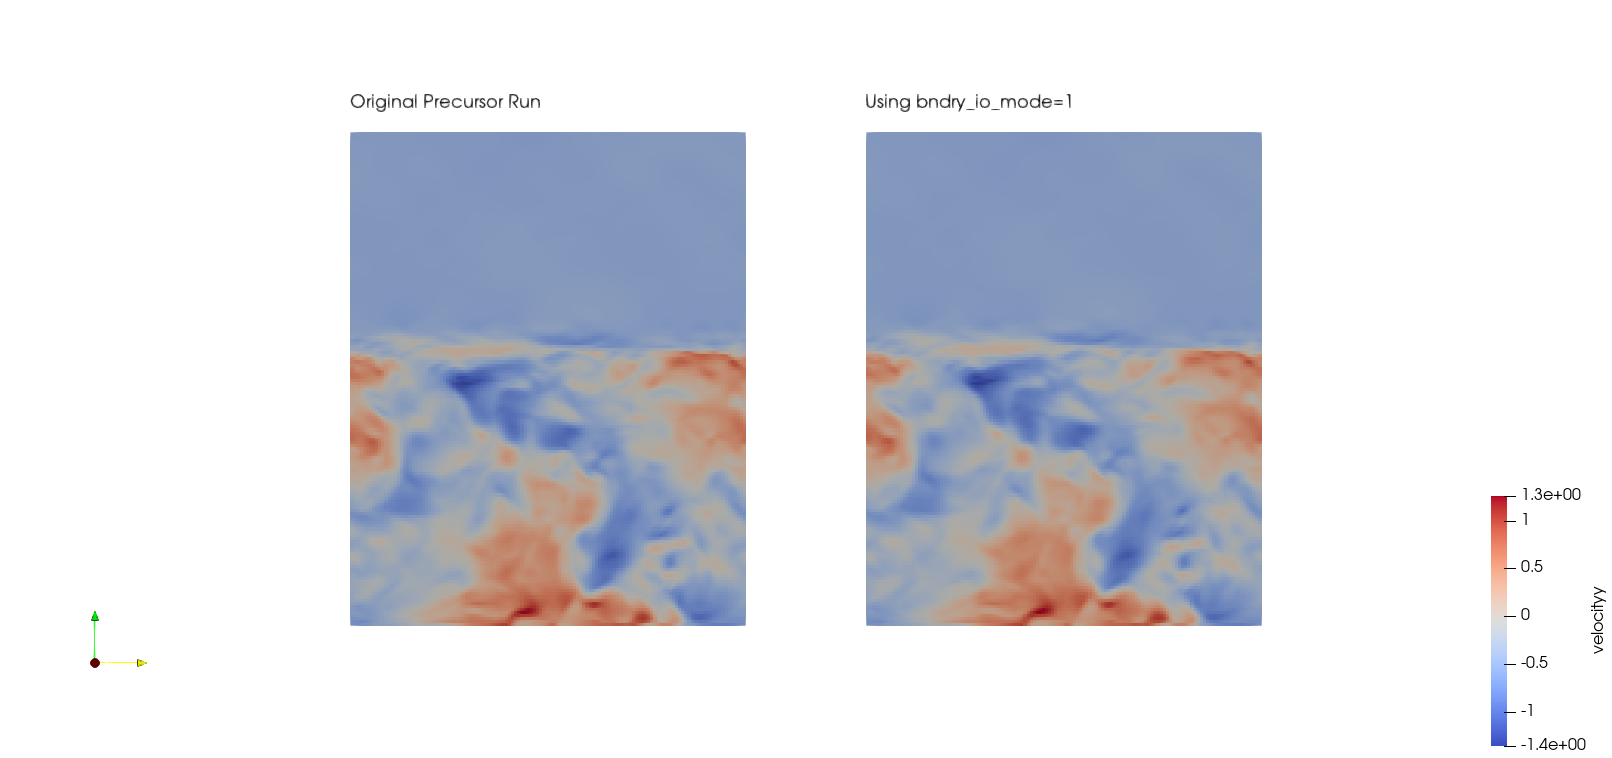 Original Precursor Run
Using bndry_io_mode=1
1.3e+00
1
0.5
0
-0.5
-1
-1.4e+00
velocityy